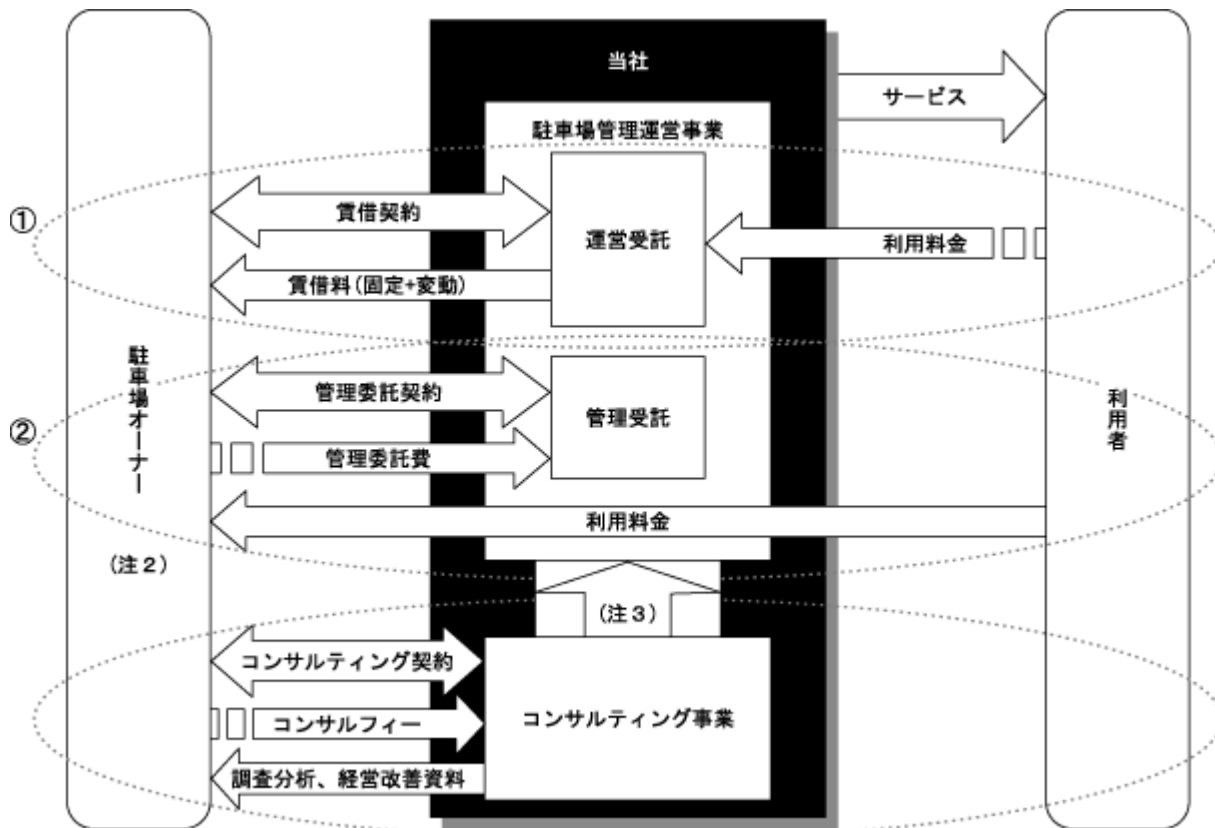 当社
サービス
駐車場管理運営事業
①
賃借契約
運営受託
利用料金
賃借料（固定+変動）
駐車場オーナー
（注２）
利用者
②
管理委託契約
管理受託
管理委託費
利用料金
（注３）
コンサルティング契約
コンサルフィー
コンサルティング事業
調査分析、経営改善資料